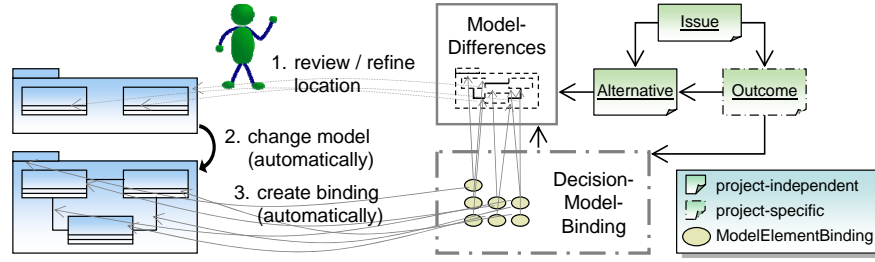 Model-
Differences
Issue
1. review / refine
location
Alternative
Outcome
2. change model
(automatically)
3. create binding
(automatically)
Decision-
Model-
Binding
project-independent
project-specific
ModelElementBinding